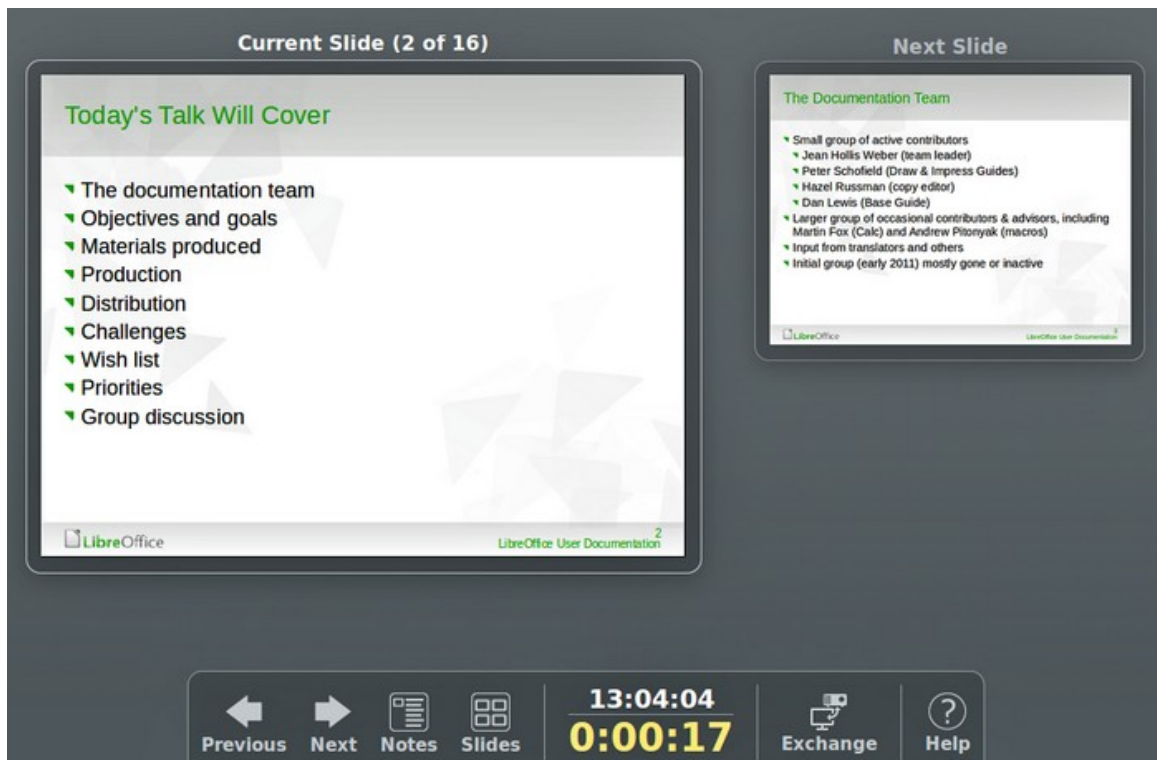 Current Slide (2 of 16)
Today's Talk Will Cover
The documentation team
Objectives and goals
Materials produced
Production
Distribution
Challenges
Wish list
Priorities
Group discussion
LibreOffice
LibreOffice User Documentation
2
Next Slide
The Documentation Team
Small group of active contributors
Jean Hollis Weber (team leader)
Peter Schofield (Draw & Impress Guides)
Hazel Russman (copy editor)
Dan Lewis (Base Guide)
Larger group of occasional contributors & advisors, including
Martin Fox (Calc) and Andrew Pitonyak (macros)
Input from translators and others
Initial group (early 2011) mostly gone or inactive
LibreOffice
LibreOffice User Documentation
3
Previous
Next
Notes
Slides
13:04:04
0:00:17
Exchange
?
Help